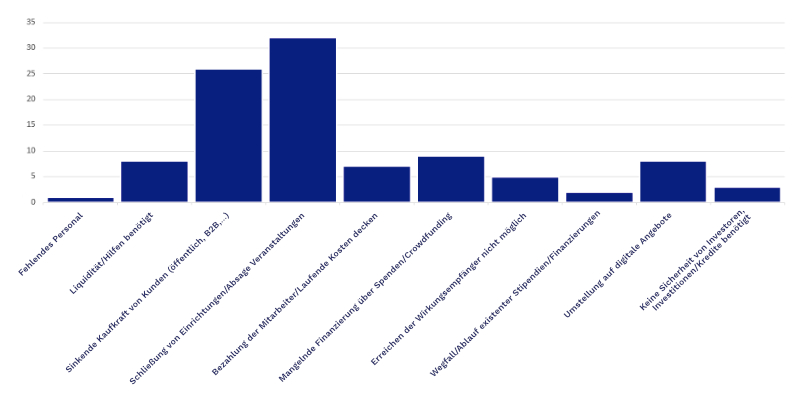 35
30
25
20
15
10
5
0
Fehlendes Personal
Liquidität/Hilfen benötigt
Sinkende Kaufkraft von Kunden (öffentlich, B2B,...)
Schließung von Einrichtungen/Absage Veranstaltungen
Bezahlung der Mitarbeiter/Laufende Kosten decken
Mangelnde Finanzierung über Spenden/Crowdfunding
Erreichen der Wirkungsempfänger nicht möglich
Wegfall/Ablauf existenter Stipendien/Finanzierungen
Umstellung auf digitale Angebote
Keine Sicherheit von Investoren,
Investitionen/Kredite benötigt